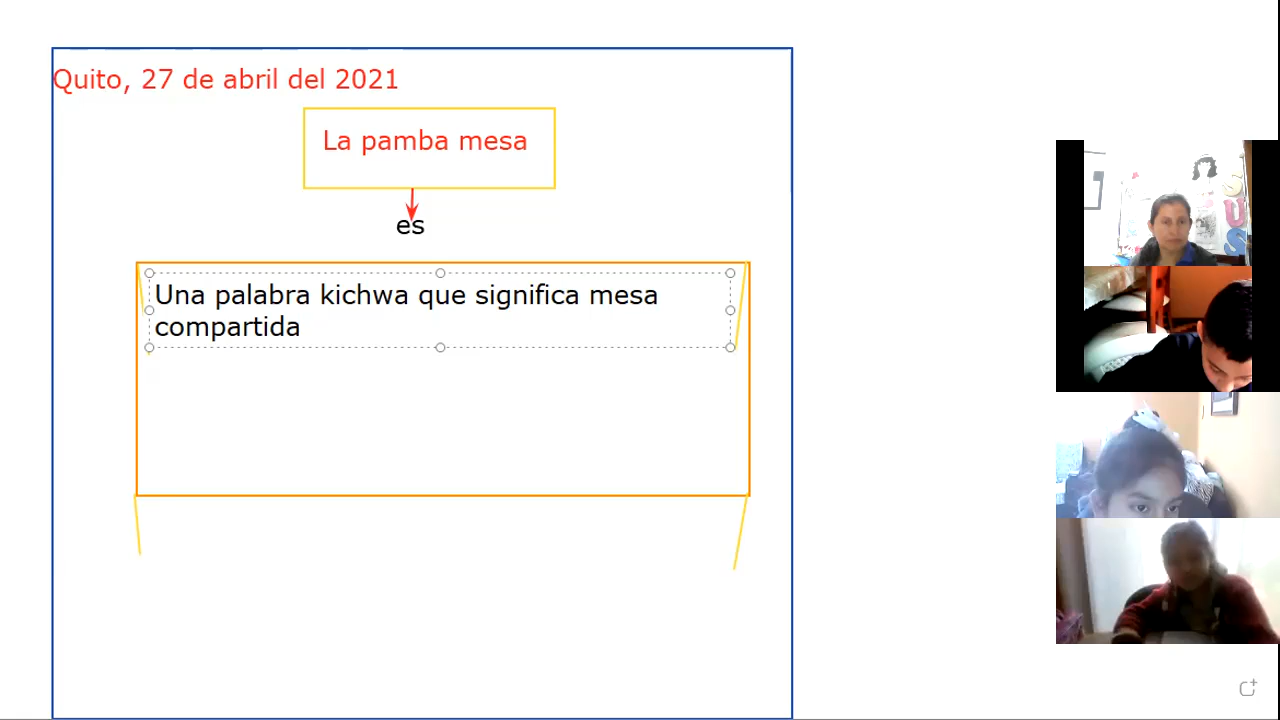 Quito, 27 de abril del 2021
La pamba mesa
es
Una palabra kichwa que significa mesa
compartida